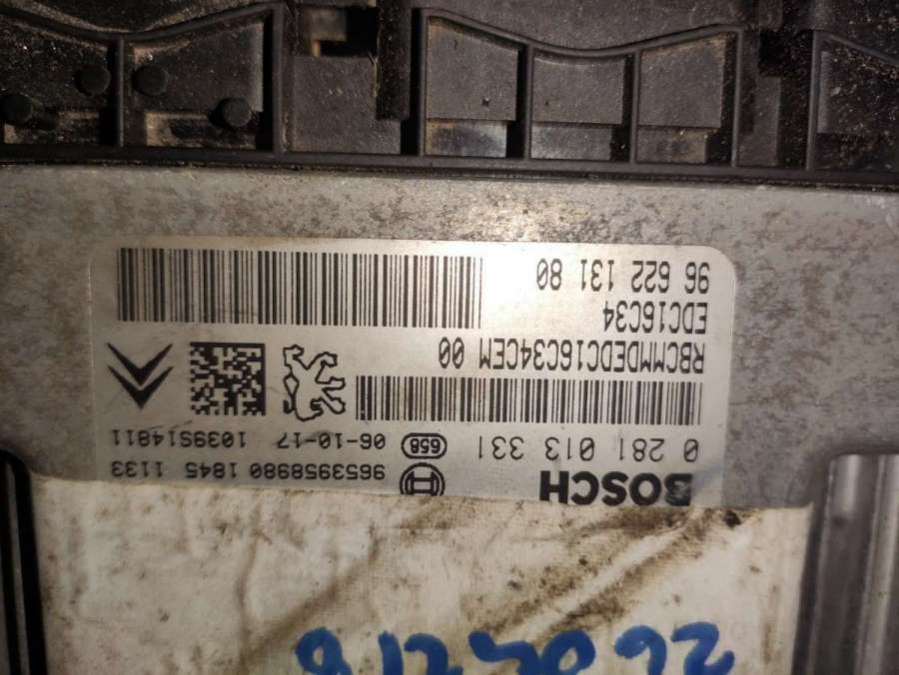 BOSCH 9653958980 1845 1133
0 281 013 331 658 06-10-17 1039S14811
RBCMMDEDC16C34CEM 00
EDC16C34
96 622 131 80